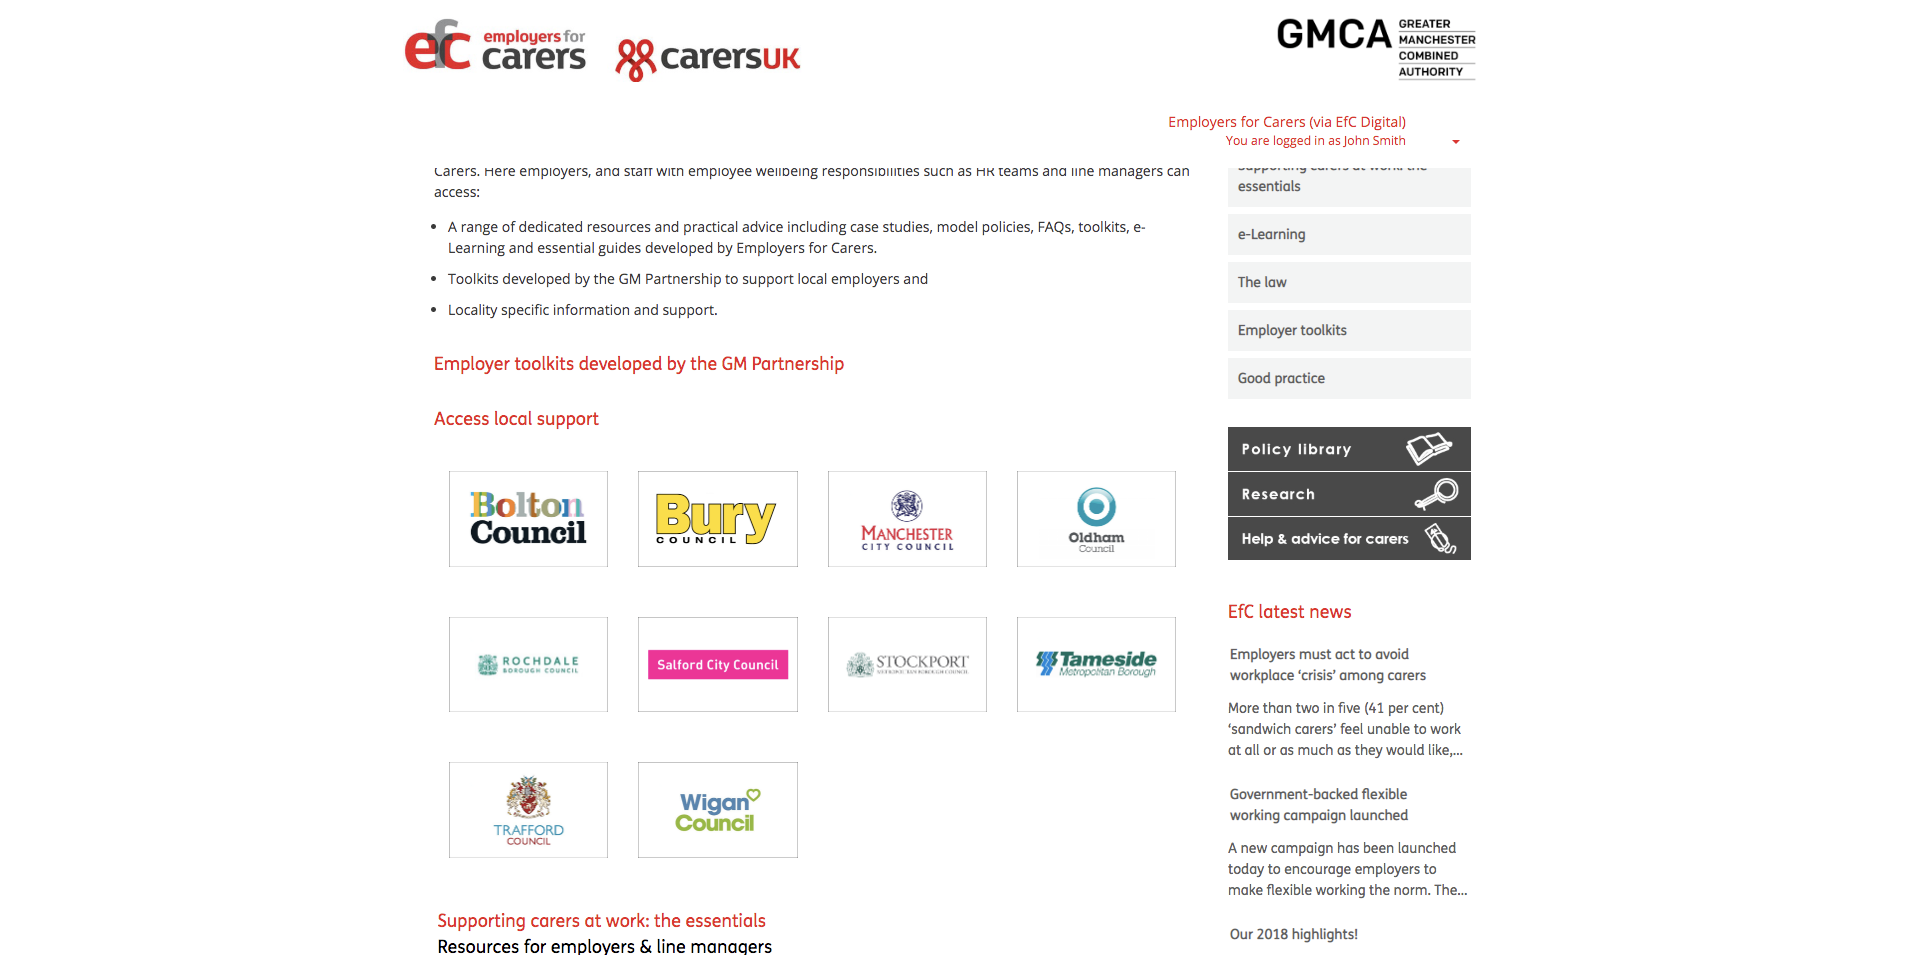 efc employers for carers
carersUK
GMCA GREATER MANCHESTER COMBINED AUTHORITY
Employers for Carers (via EfC Digital)
You are logged in as John Smith
Carers. Here employers, and staff with employee wellbeing responsibilities such as HR teams and line managers can
access:
• A range of dedicated resources and practical advice including case studies, model policies, FAQs, toolkits, e-
Learning and essential guides developed by Employers for Carers.
• Toolkits developed by the GM Partnership to support local employers and
• Locality specific information and support.
Employer toolkits developed by the GM Partnership
Access local support
Bolton
Council
Bury
COUNCIL
MANCHESTER
CITY COUNCIL
Oldham
Council
ROCHDALE
BOROUGH COUNCIL
Salford City Council
STOCKPORT
METROPOLITAN BOROUGH COUNCIL
Tameside
Metropolitan Borough
TRAFFORD
COUNCIL
Wigan
Council
Supporting carers at work: the essentials
Resources for employers & line managers
Supporting carers at work: the
essentials
e-Learning
The law
Employer toolkits
Good practice
Policy library
Research
Help & advice for carers
EfC latest news
Employers must act to avoid
workplace ‘crisis’ among carers
More than two in five (41 per cent)
‘sandwich carers’ feel unable to work
at all or as much as they would like,...
Government-backed flexible
working campaign launched
A new campaign has been launched
today to encourage employers to
make flexible working the norm. The...
Our 2018 highlights!